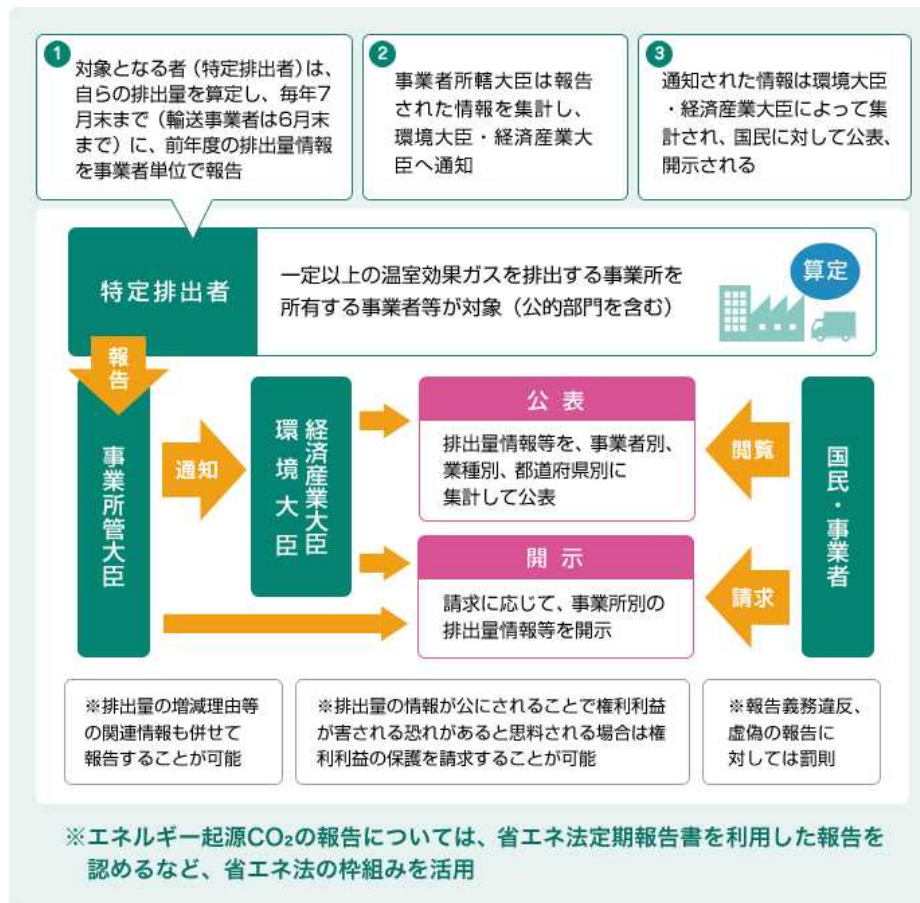 1
対象となる者（特定排出者）は、
自らの排出量を算定し、毎年7
月末まで（輸送事業者は6月末
まで）に、前年度の排出量情報
を事業者単位で報告
2
事業者所轄大臣は報告
された情報を集計し、
環境大臣・経済産業大
臣へ通知
3
通知された情報は環境大臣
・経済産業大臣によって集
計され、国民に対して公表、
開示される
特定排出者
一定以上の温室効果ガスを排出する事業所を
所有する事業者等が対象（公的部門を含む）
算定
報告
事業所管大臣
通知
経済産業大臣
環境大臣
公表
排出量情報等を、事業者別、
業種別、都道府県別に
集計して公表
開示
請求に応じて、事業所別の
排出量情報等を開示
閲覧
請求
国民・事業者
※排出量の増減理由等
の関連情報も併せて
報告することが可能
※排出量の情報が公にされることで権利利益
が害される恐れがあると思料される場合は権
利利益の保護を請求することが可能
※報告義務違反、
虚偽の報告に
対しては罰則
※エネルギー起源CO₂の報告については、省エネ法定期報告書を利用した報告を
認めるなど、省エネ法の枠組みを活用